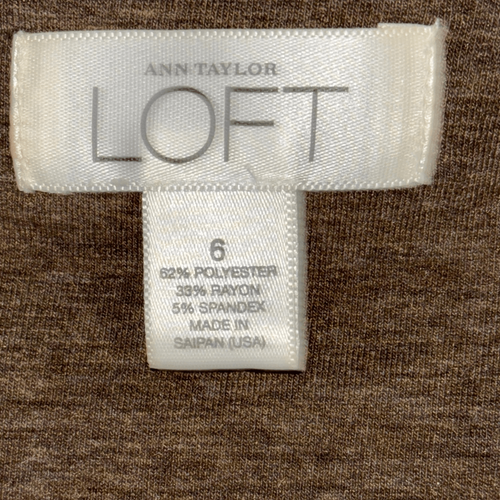 ANN TAYLOR
LOFT
6
62% POLYESTER
33% RAYON
5% SPANDEX
MADE IN
SAIPAN (USA)